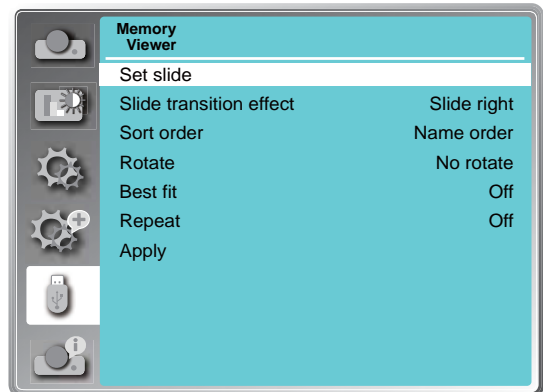 Memory
Viewer
Set slide
Slide transition effect Slide right
Sort order Name order
Rotate No rotate
Best fit Off
Repeat Off
Apply